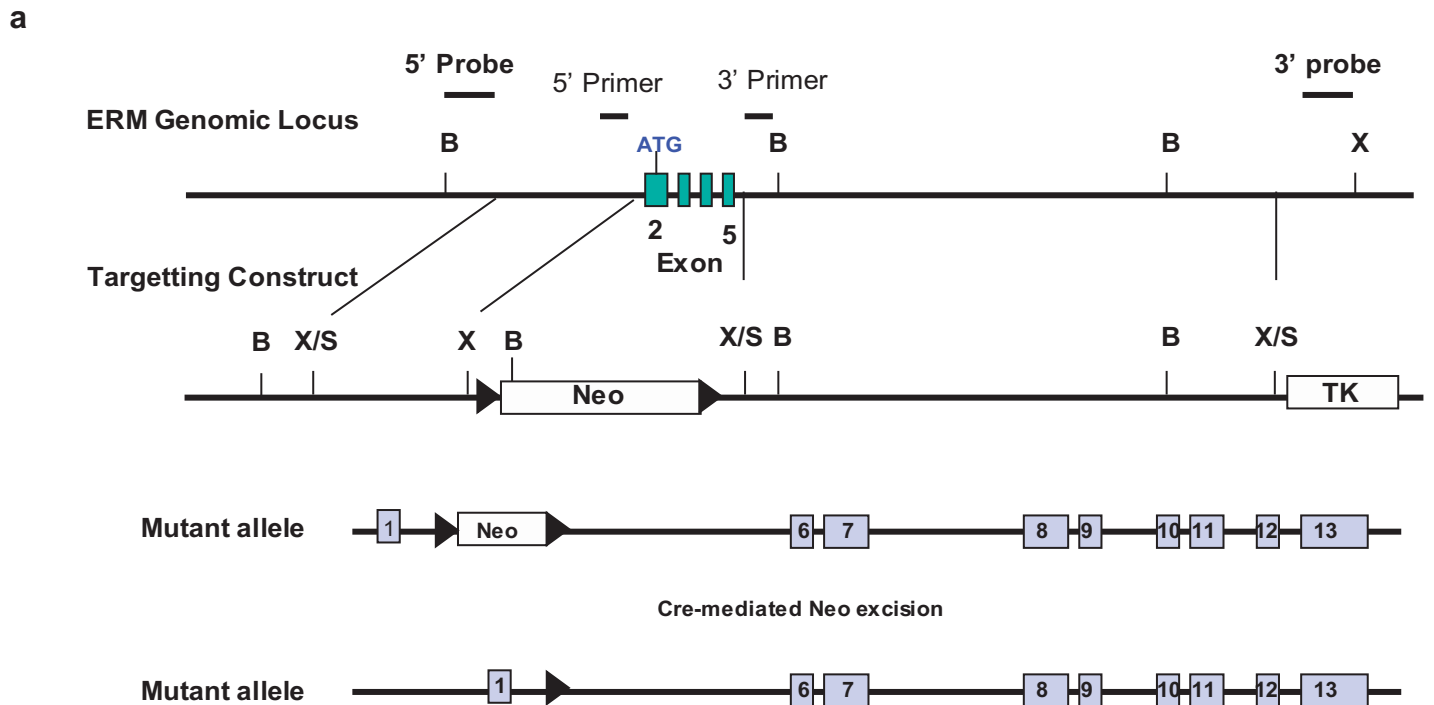 a
5’ Probe 5’ Primer 3’ Primer 3’ probe
ERM Genomic Locus
B ATG B B X
2 5
Exon
Targetting Construct
B X/S X B X/S B B X/S
Neo TK
Mutant allele 1 Neo 6 7 8 9 10 11 12 13
Cre-mediated Neo excision
Mutant allele 1 6 7 8 9 10 11 12 13